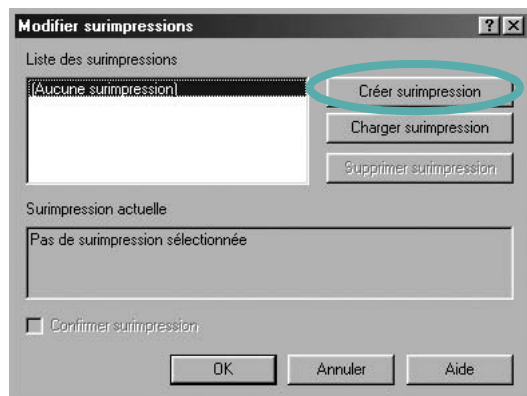 Modifier surimpressions
Liste des surimpressions
(Aucune surimpression)
Créer surimpression
Charger surimpression
Supprimer surimpression
Surimpression actuelle
Pas de surimpression sélectionnée
Confirmer surimpression
OK
Annuler
Aide